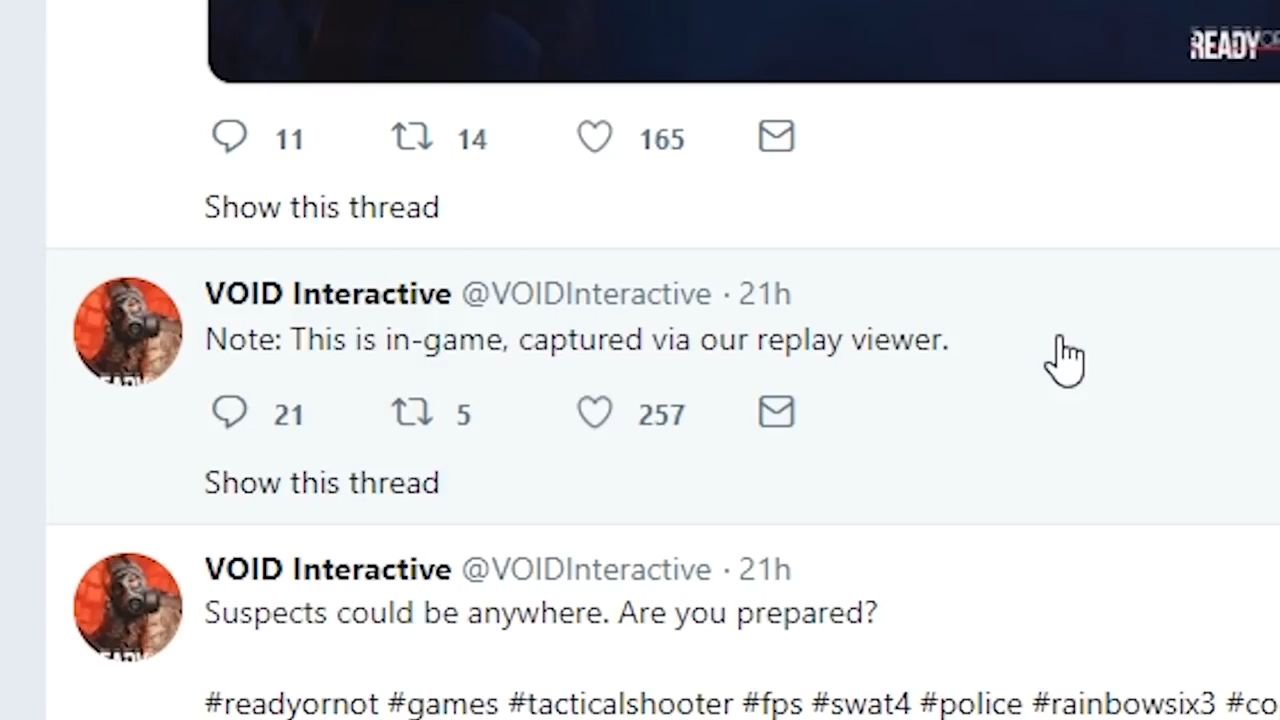 READY
11 14 165
Show this thread
VOID Interactive @VOIDInteractive · 21h
Note: This is in-game, captured via our replay viewer.
21 5 257
Show this thread
VOID Interactive @VOIDInteractive · 21h
Suspects could be anywhere. Are you prepared?
#readyornot #games #tacticalshooter #fps #swat4 #police #rainbowsix3 #co